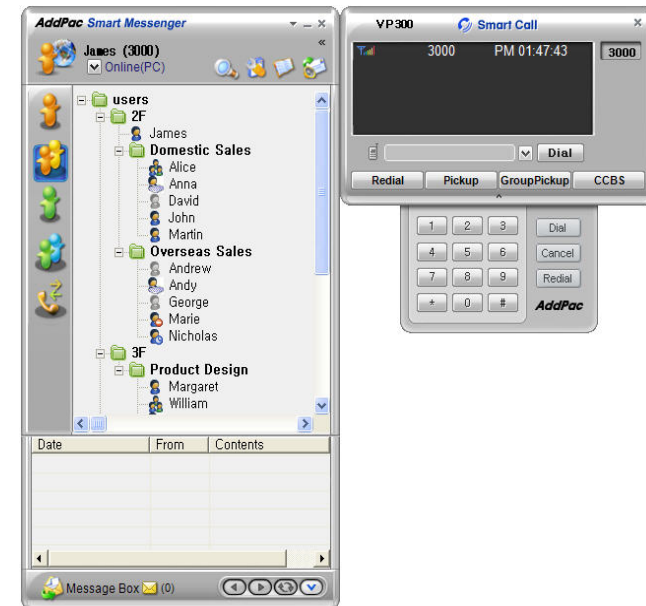 AddPac Smart Messenger
James (3000)
Online(PC)
users
2F
James
Domestic Sales
Alice
Anna
David
John
Martin
Overseas Sales
Andrew
Andy
George
Marie
Nicholas
3F
Product Design
Margaret
William
Date From Contents
Message Box (0)
VP300 Smart Call
3000 PM 01:47:43 3000
Dial
Redial Pickup GroupPickup CCBS
1 2 3 Dial
4 5 6 Cancel
7 8 9 Redial
* 0 # AddPac